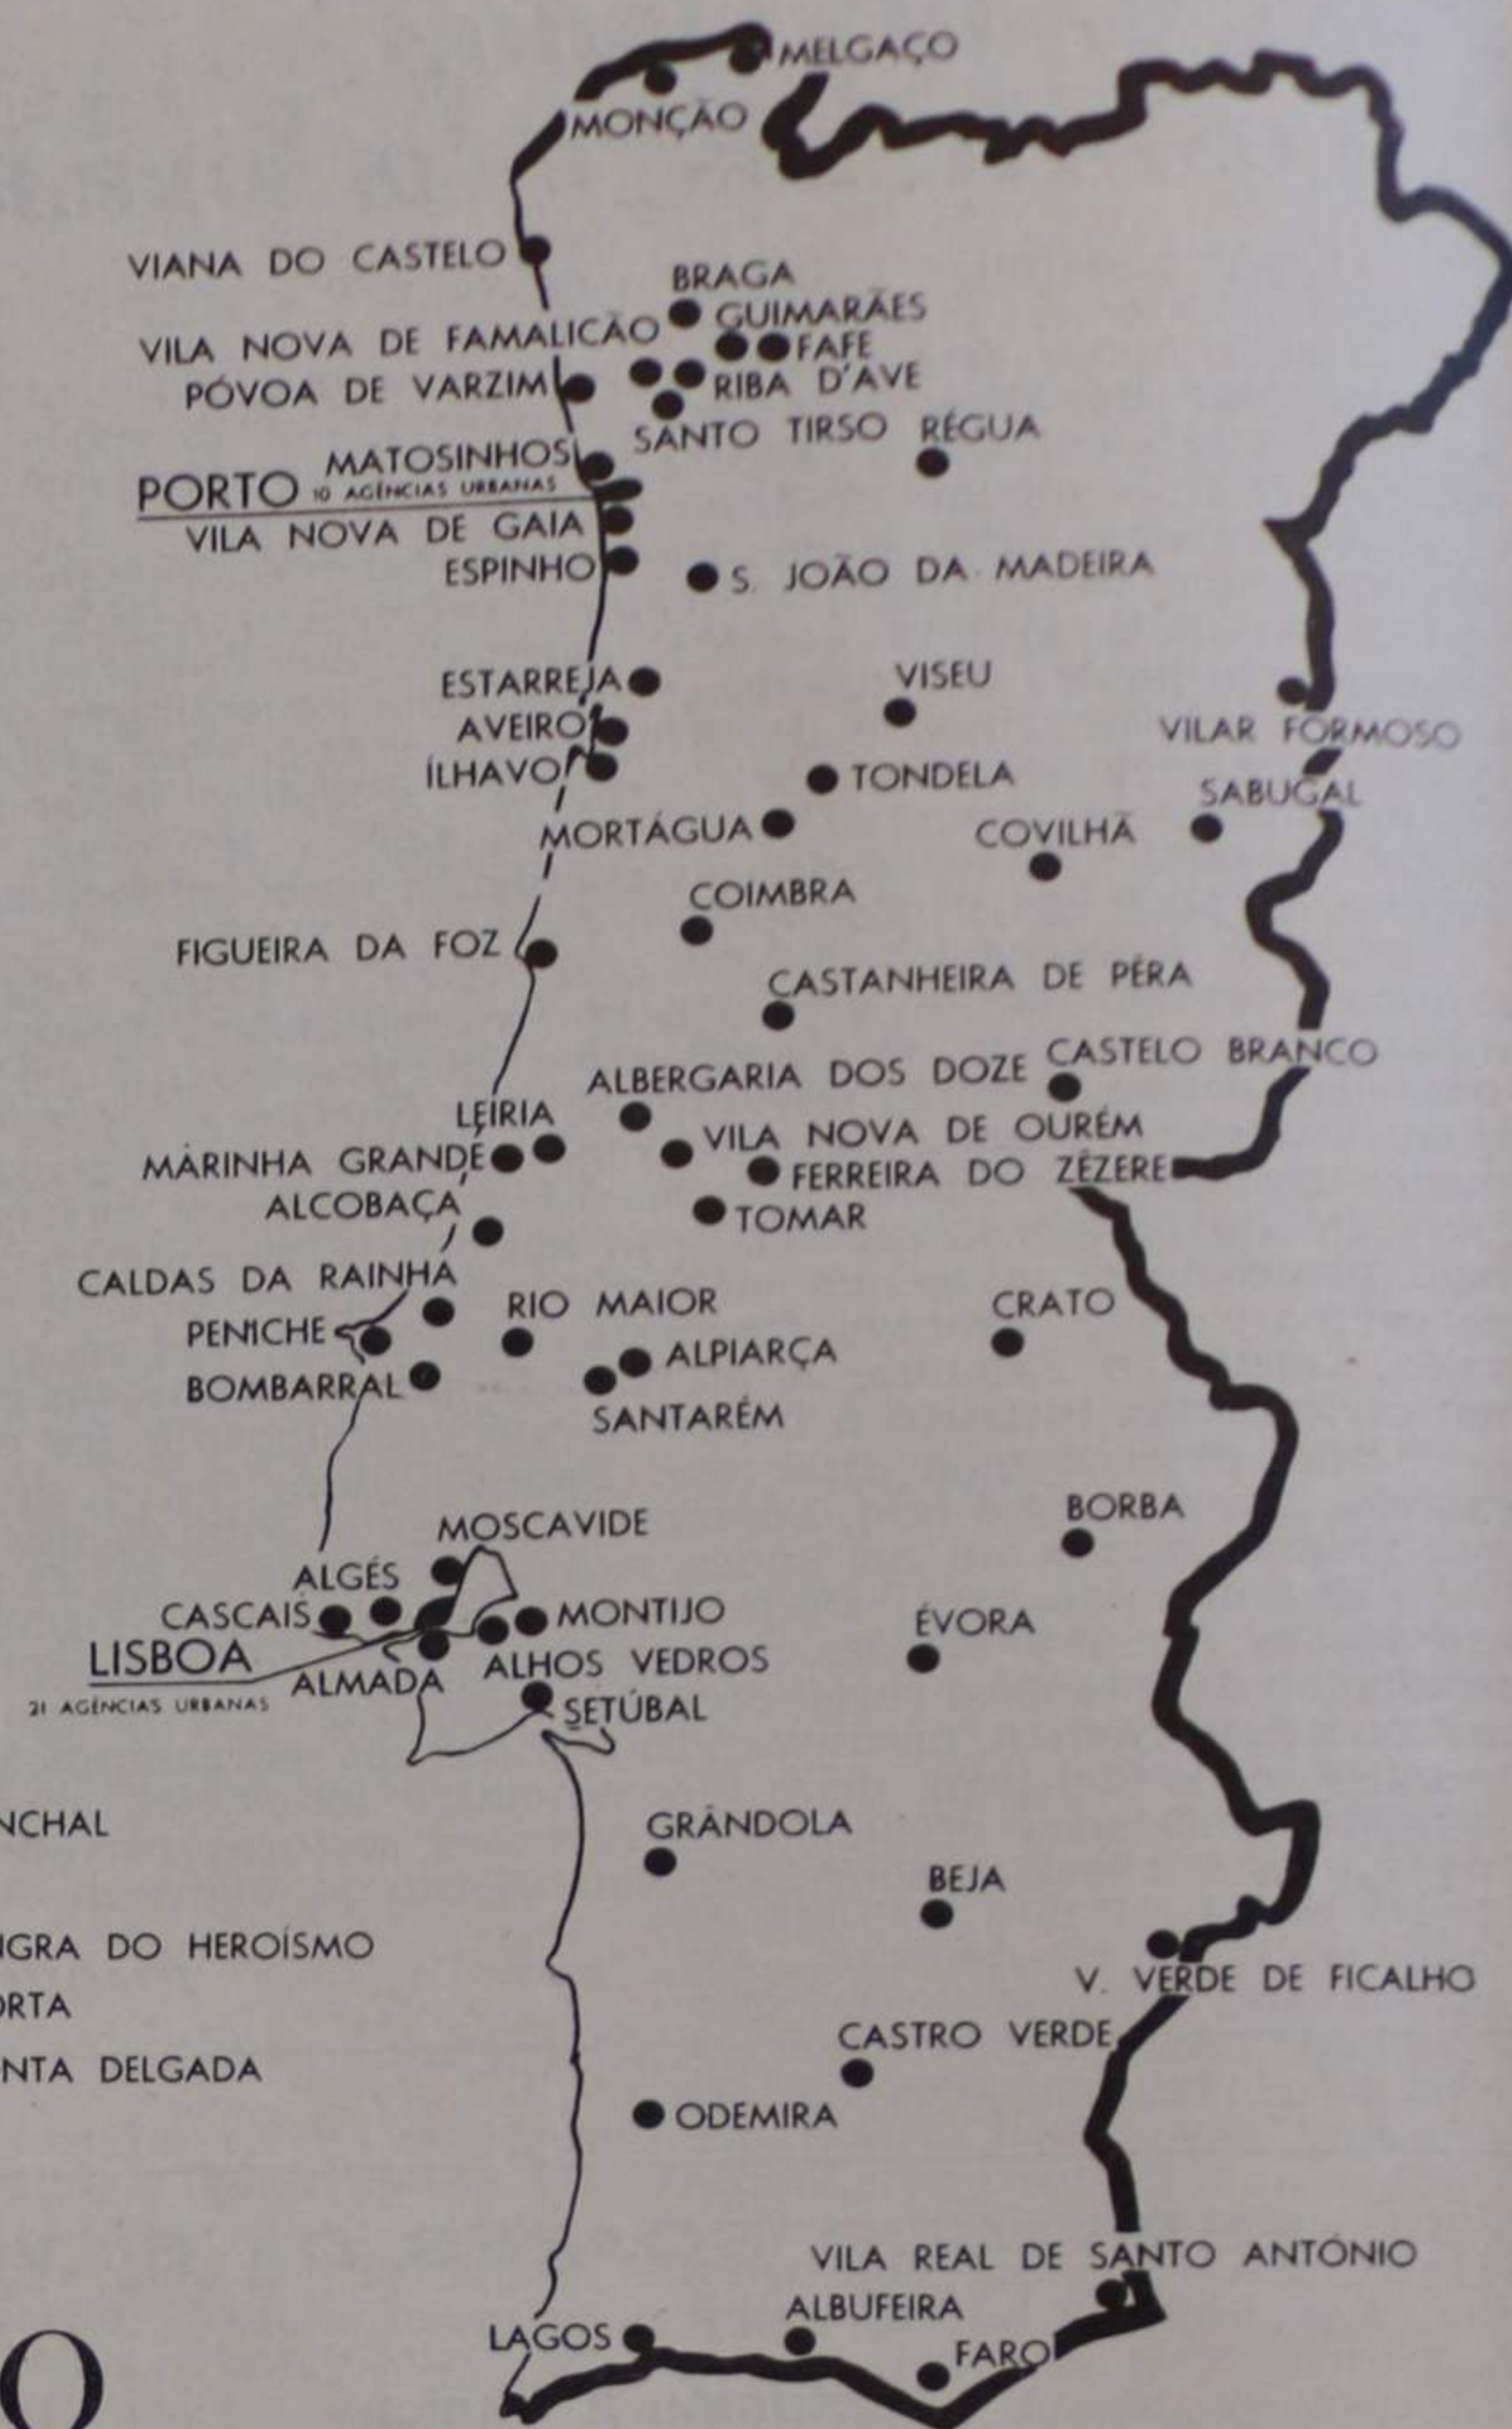 MELGAÇO
MONÇÃO
VIANA DO CASTELO
BRAGA
GUIMARÃES
VILA NOVA DE FAMALICÃO
FAFE
PÓVOA DE VARZIM
RIBA D'AVE
SANTO TIRSO
RÉGUA
MATOSINHOS
PORTO 10 AGÊNCIAS URBANAS
VILA NOVA DE GAIA
ESPINHO
S. JOÃO DA MADEIRA
ESTARREJA
VISEU
AVEIRO
VILAR FORMOSO
ÍLHAVO
TONDELA
SABUGAL
MORTÁGUA
COVILHÃ
COIMBRA
FIGUEIRA DA FOZ
CASTANHEIRA DE PÊRA
CASTELO BRANCO
ALBERGARIA DOS DOZE
LEIRIA
VILA NOVA DE OURÉM
MARINHA GRANDE
FERREIRA DO ZÊZERE
ALCOBAÇA
TOMAR
CALDAS DA RAINHA
RIO MAIOR
CRATO
PENICHE
ALPIARÇA
BOMBARRAL
SANTARÉM
BORBA
MOSCAVIDE
ALGÉS
CASCAIS
MONTIJO
ÉVORA
LISBOA
ALHOS VEDROS
ALMADA
21 AGÊNCIAS URBANAS
SETÚBAL
NCHAL
GRÂNDOLA
BEJA
NGRA DO HEROÍSMO
V. VERDE DE FICALHO
ORTA
CASTRO VERDE
ONTA DELGADA
ODEMIRA
VILA REAL DE SANTO ANTÓNIO
ALBUFEIRA
LAGOS
FARO
O